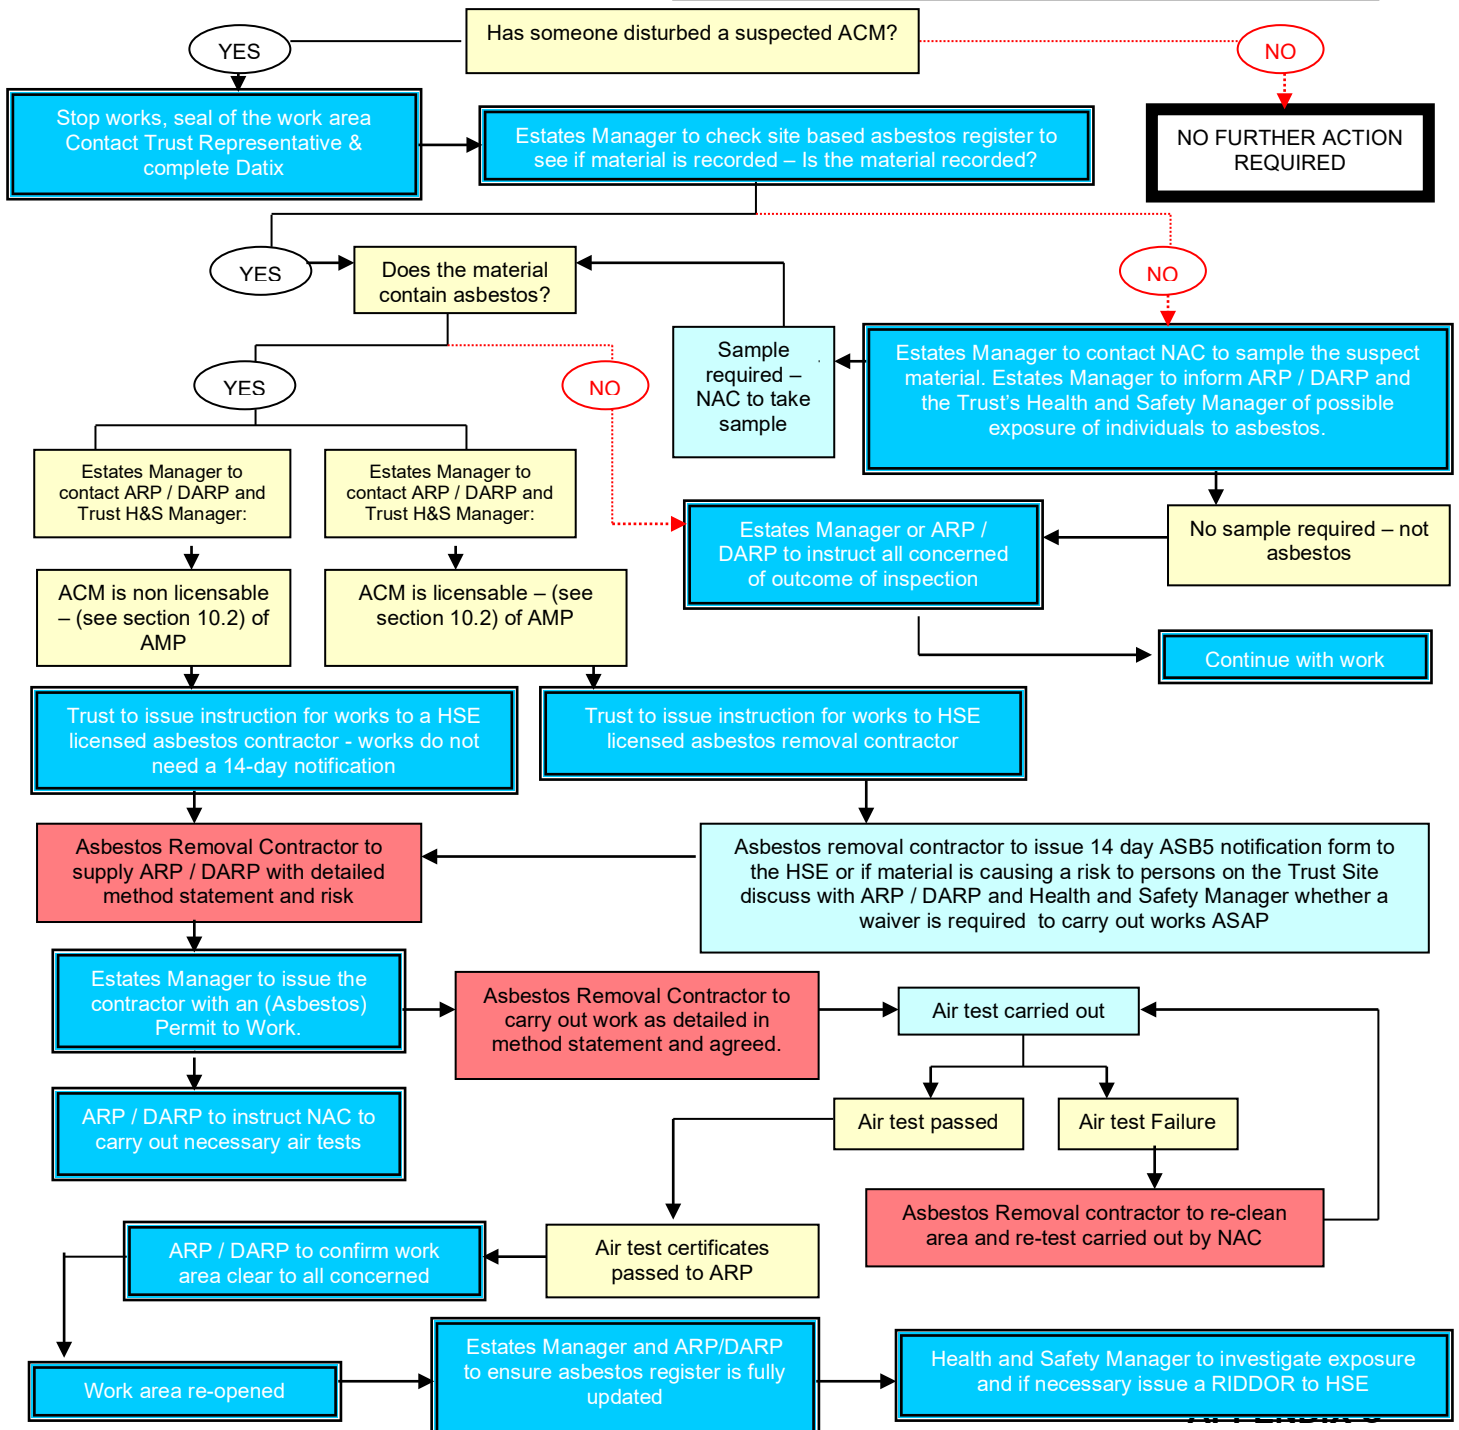 Has someone disturbed a suspected ACM?
YES
NO
Stop works, seal of the work area
Contact Trust Representative &
complete Datix
Estates Manager to check site based asbestos register to
see if material is recorded – Is the material recorded?
NO FURTHER ACTION
REQUIRED
YES
Does the material
contain asbestos?
NO
Sample
required –
NAC to take
sample
Estates Manager to contact NAC to sample the suspect
material. Estates Manager to inform ARP / DARP and
the Trust's Health and Safety Manager of possible
exposure of individuals to asbestos.
YES
NO
Estates Manager to
contact ARP / DARP and
Trust H&S Manager:
Estates Manager to
contact ARP / DARP and
Trust H&S Manager:
Estates Manager or ARP /
DARP to instruct all concerned
of outcome of inspection
No sample required – not
asbestos
ACM is non licensable
– (see section 10.2) of
AMP
ACM is licensable – (see
section 10.2) of AMP
Continue with work
Trust to issue instruction for works to a HSE
licensed asbestos contractor - works do not
need a 14-day notification
Trust to issue instruction for works to HSE
licensed asbestos removal contractor
Asbestos Removal Contractor to
supply ARP / DARP with detailed
method statement and risk
Asbestos removal contractor to issue 14 day ASB5 notification form to
the HSE or if material is causing a risk to persons on the Trust Site
discuss with ARP / DARP and Health and Safety Manager whether a
waiver is required  to carry out works ASAP
Estates Manager to issue the
contractor with an (Asbestos)
Permit to Work.
Asbestos Removal Contractor to
carry out work as detailed in
method statement and agreed.
Air test carried out
ARP / DARP to instruct NAC to
carry out necessary air tests
Air test passed
Air test Failure
Asbestos Removal contractor to re-clean
area and re-test carried out by NAC
ARP / DARP to confirm work
area clear to all concerned
Air test certificates
passed to ARP
Work area re-opened
Estates Manager and ARP/DARP
to ensure asbestos register is fully
updated
Health and Safety Manager to investigate exposure
and if necessary issue a RIDDOR to HSE